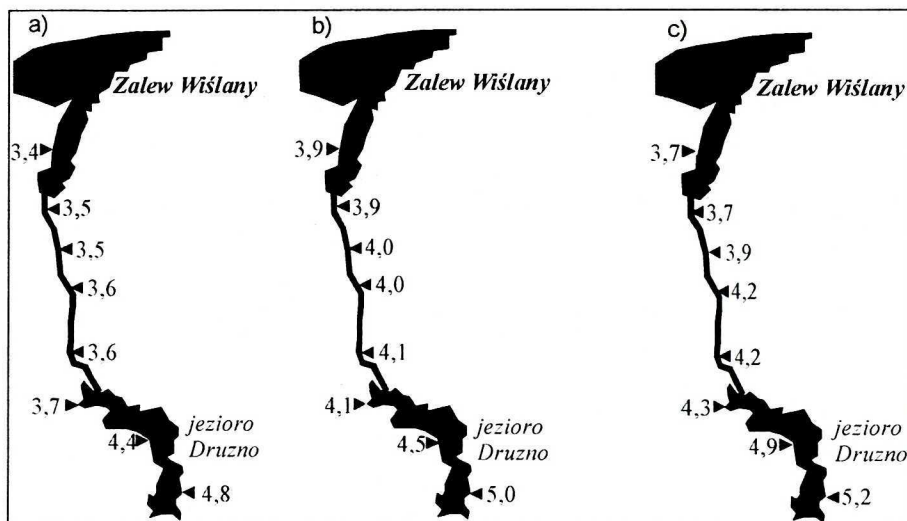 a)
Zalew Wiślany
3,4
3,5
3,5
3,6
3,6
3,7
4,4
jezioro
Druzno
4,8
b)
Zalew Wiślany
3,9
3,9
4,0
4,0
4,1
4,1
4,5
jezioro
Druzno
5,0
c)
Zalew Wiślany
3,7
3,7
3,9
4,2
4,2
4,3
4,9
jezioro
Druzno
5,2